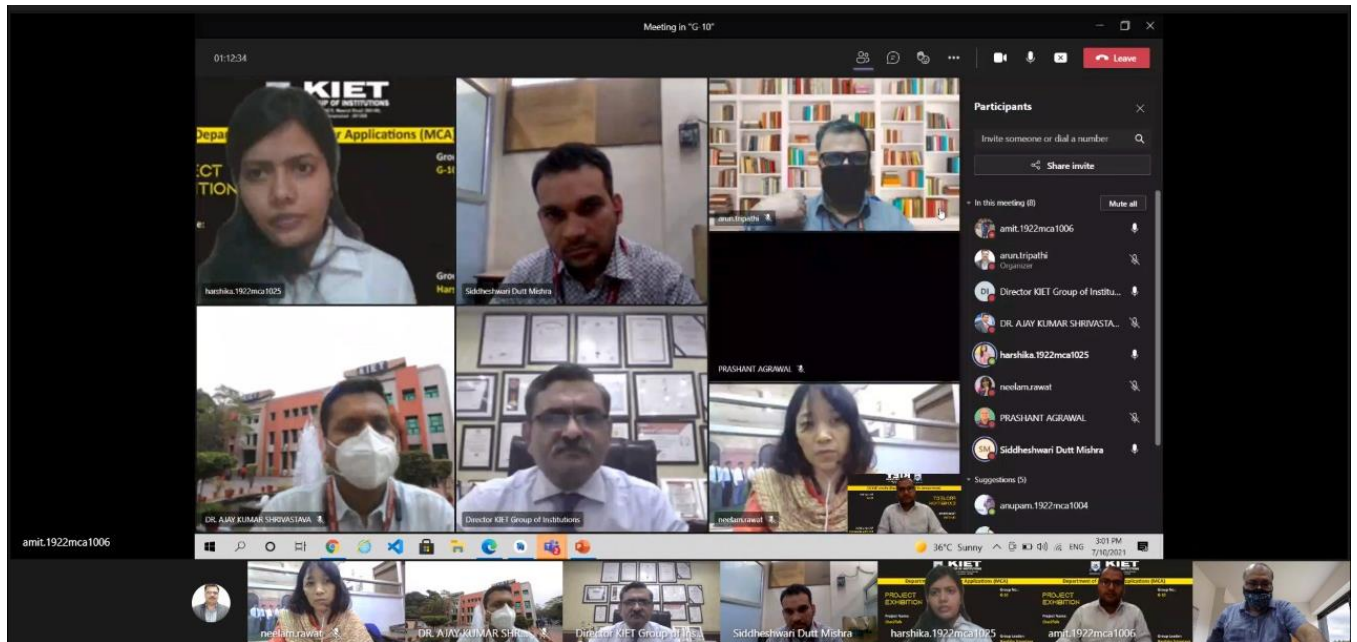 Meeting in "G-10"
01:12:34
Leave
KIET
GROUP OF INSTITUTIONS
Applications (MCA)
G-10
harshika.1922mca1025
Siddheshwari Dutt Mishra
arun.tripathi
PRASHANT AGRAWAL
DR. AJAY KUMAR SHRIVASTAVA
Director KIET Group of Institutions
neelam.rawat
Participants
Invite someone or dial a number
Share invite
In this meeting (8)
Mute all
amit.1922mca1006
arun.tripathi
Organizer
Director KIET Group of Institu...
DR. AJAY KUMAR SHRIVASTA...
harshika.1922mca1025
neelam.rawat
PRASHANT AGRAWAL
SM
Siddheshwari Dutt Mishra
Suggestions (5)
anupam.1922mca1004
amit.1922mca1006
36°C Sunny
ENG
3:01 PM
7/10/2021
neelam.rawat
DR. AJAY KUMAR SHR...
Director KIET Group of Ins...
Siddheshwari Dutt Mishra
KIET
PROJECT
EXHIBITION
harshika.1922mca1025
KIET
PROJECT
EXHIBITION
amit.1922mca1006